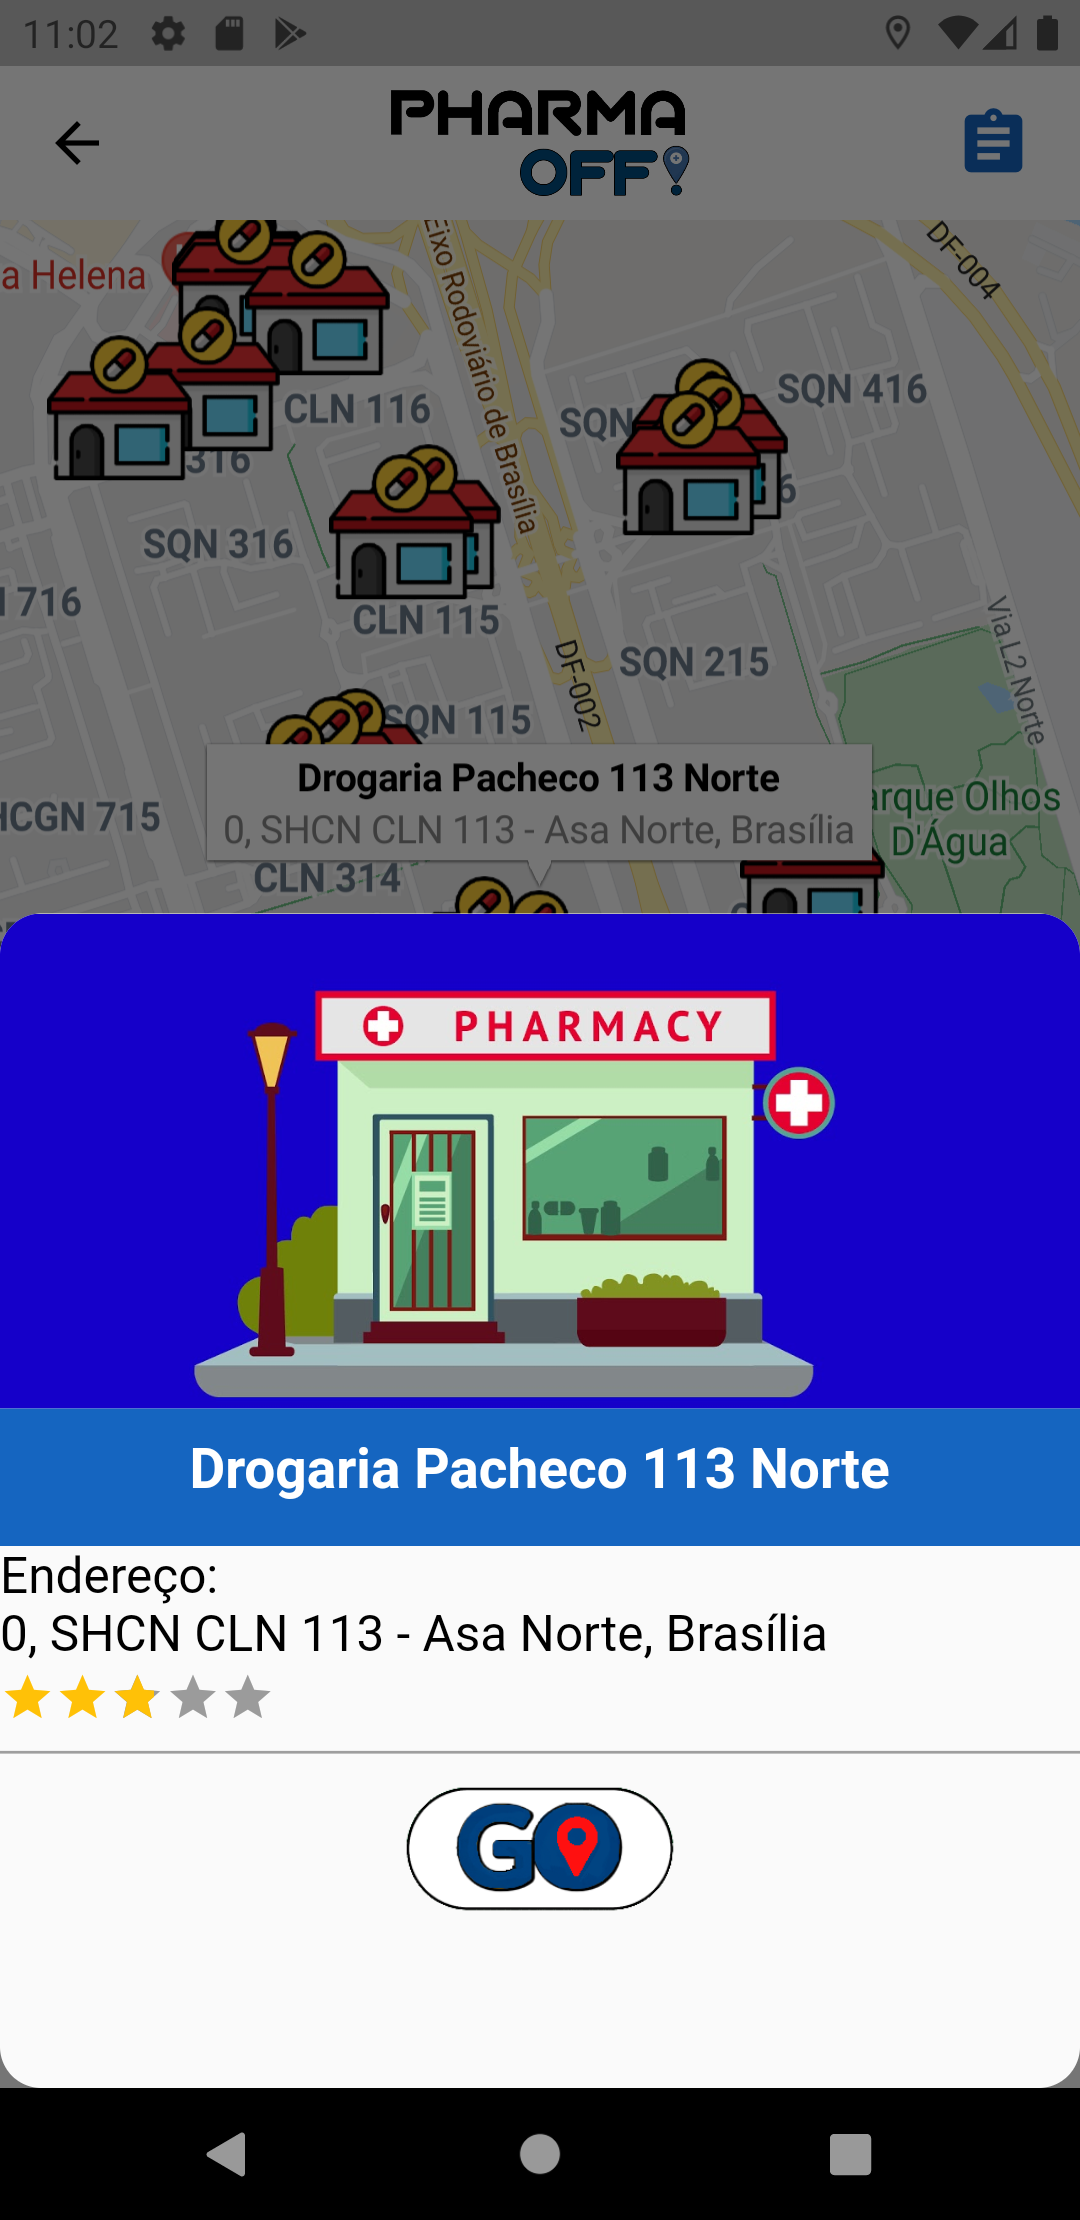 11:02
PHARMA
OFF
a Helena
Eixo Rodoviário de Brasília
DF-004
CLN 116
SQN
SQN 416
316
6
SQN 316
716
CLN 115
SQN 215
DF-002
Via L2 Norte
SQN 115
Drogaria Pacheco 113 Norte
0, SHCN CLN 113 - Asa Norte, Brasília
HCGN 715
arque Olhos
D'Água
CLN 314
PHARMACY
Drogaria Pacheco 113 Norte
Endereço:
0, SHCN CLN 113 - Asa Norte, Brasília
GO